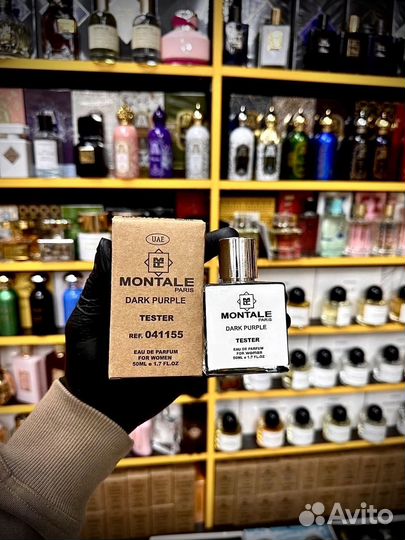 UAE
MONTALE
PARIS
DARK PURPLE
TESTER
REF. 041155
EAU DE PARFUM
FOR WOMEN
50ML e 1.7 FL.OZ
MONTALE
PARIS
DARK PURPLE
TESTER
EAU DE PARFUM
FOR woman
50ML e 1.7 FL.OZ
Avito